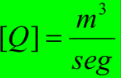 [Q] = m³/seg